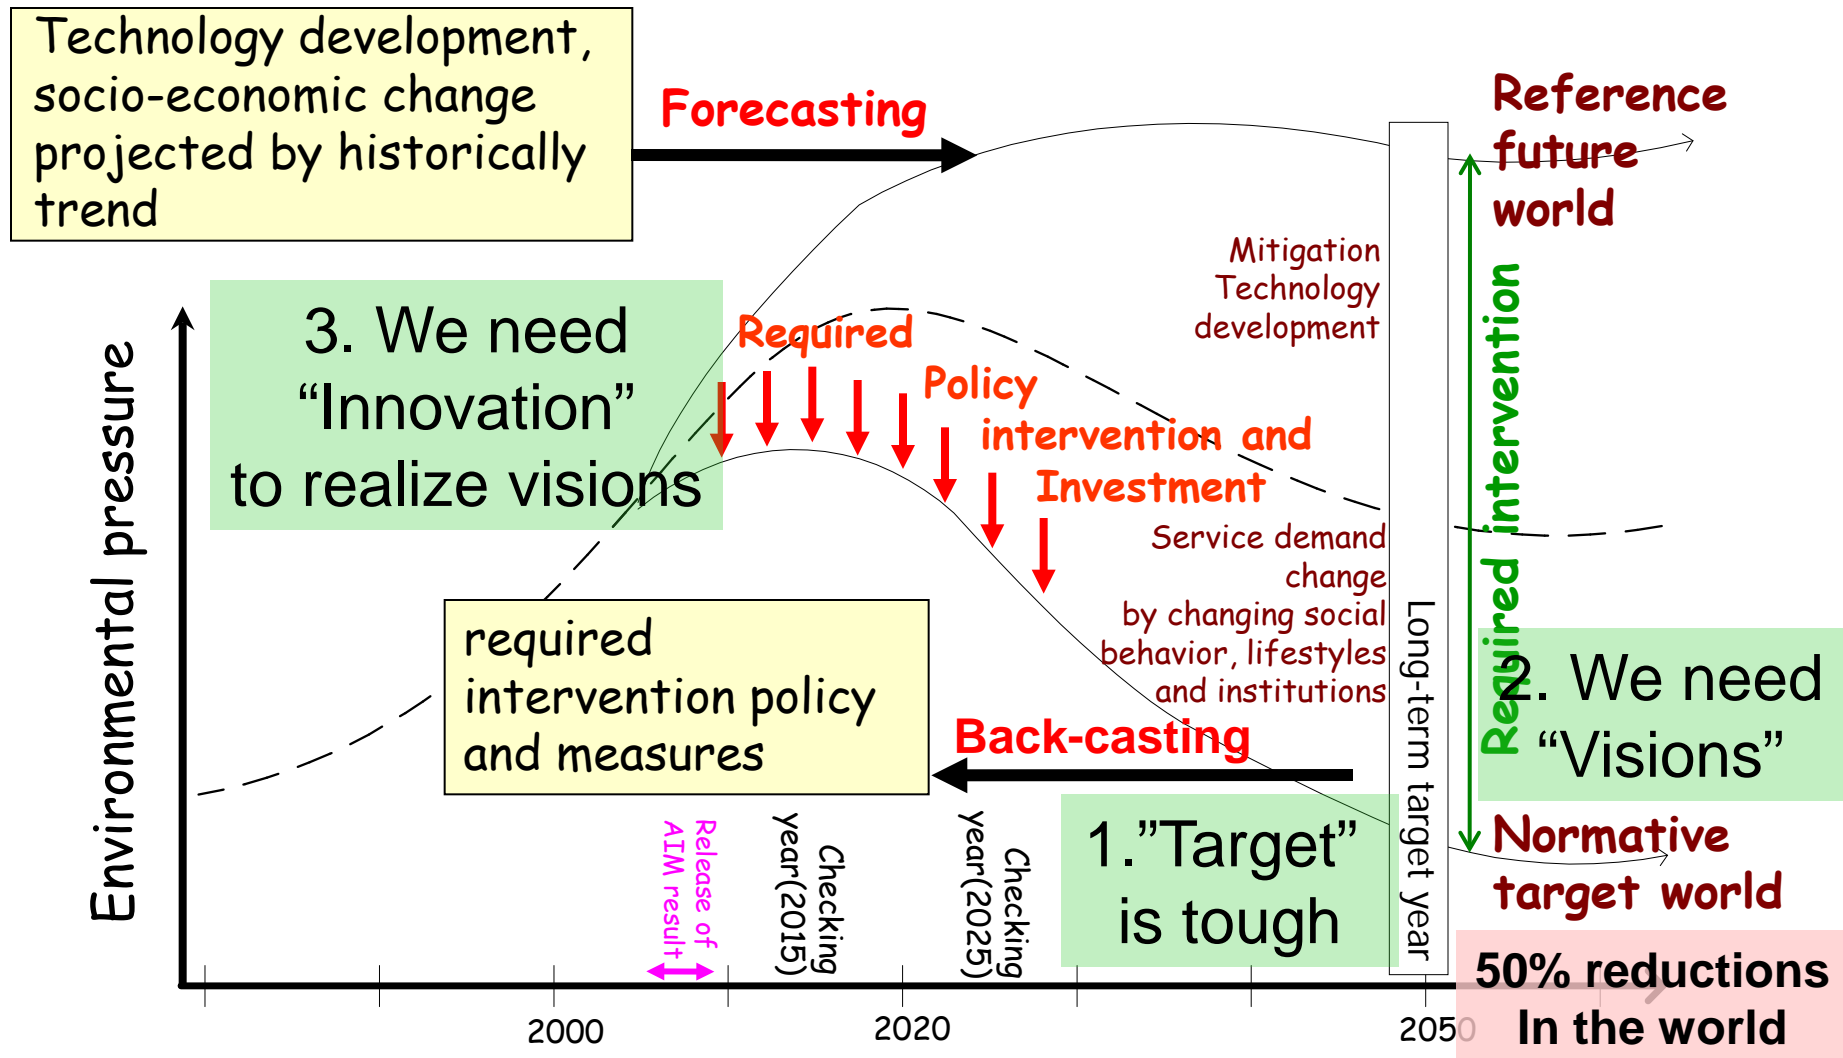 Technology development,
socio-economic change
projected by historically
trend
Forecasting
Reference
future
world
Mitigation
Technology
development
3. We need
“Innovation”
to realize visions
Required
Policy
intervention and
Investment
Environmental pressure
Required intervention
Service demand
change
by changing social
behavior, lifestyles
and institutions
Long-term target year
required
intervention policy
and measures
Back-casting
2. We need
“Visions”
1.”Target”
is tough
Normative
target world
Release of
AIM result
Checking
year(2015)
Checking
year(2025)
50% reductions
In the world
2000
2020
2050